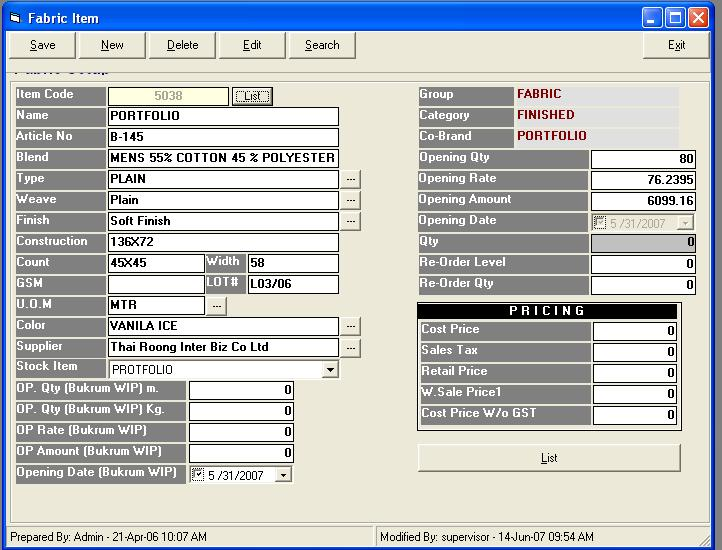 Fabric Item
Save New Delete Edit Search Exit
Item Code 5038 List
Name PORTFOLIO
Article No B-145
Blend MENS 55% COTTON 45 % POLYESTER
Type PLAIN ...
Weave Plain ...
Finish Soft Finish ...
Construction 136X72
Count 45X45 Width 58
GSM LOT# L03/06
U.O.M MTR ...
Color VANILA ICE ...
Supplier Thai Roong Inter Biz Co Ltd ...
Stock Item PROTFOLIO
OP. Qty (Bukrum WIP) m. 0
OP. Qty (Bukrum WIP) Kg. 0
OP Rate (Bukrum WIP) 0
OP Amount (Bukrum WIP) 0
Opening Date (Bukrum WIP) 5 /31/2007
Group FABRIC
Category FINISHED
Co-Brand PORTFOLIO
Opening Qty 80
Opening Rate 76.2395
Opening Amount 6099.16
Opening Date 5 /31/2007
Qty 0
Re-Order Level 0
Re-Order Qty 0
PRICING
Cost Price 0
Sales Tax 0
Retail Price 0
W.Sale Price1 0
Cost Price W/o GST 0
List
Prepared By: Admin - 21-Apr-06 10:07 AM
Modified By: supervisor - 14-Jun-07 09:54 AM